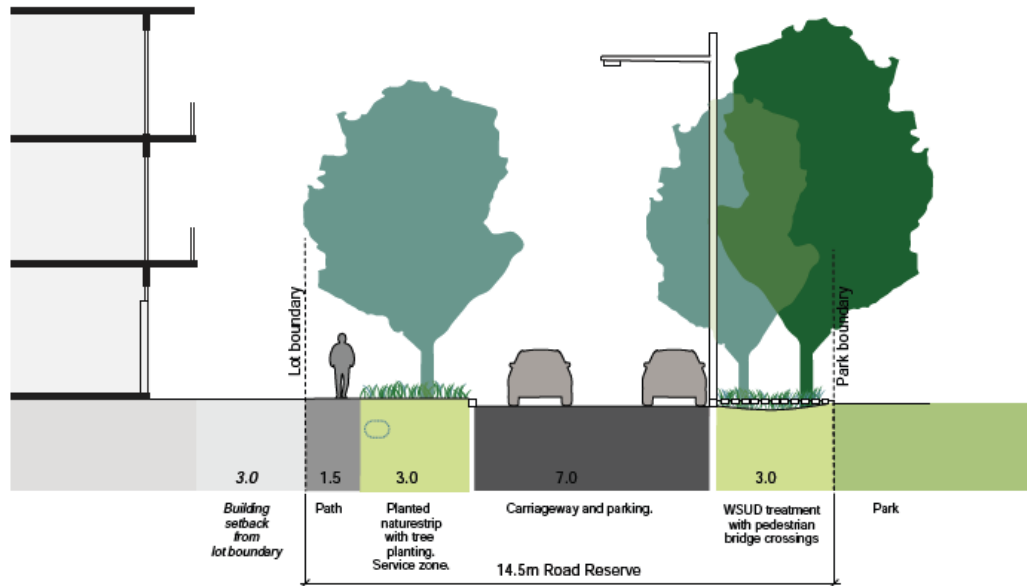 Lot boundary
Park boundary
3.0
1.5
3.0
7.0
3.0
Building
setback
from
lot boundary
Path
Planted
naturestrip
with tree
planting.
Service zone.
Carriageway and parking.
WSUD treatment
with pedestrian
bridge crossings
Park
14.5m Road Reserve